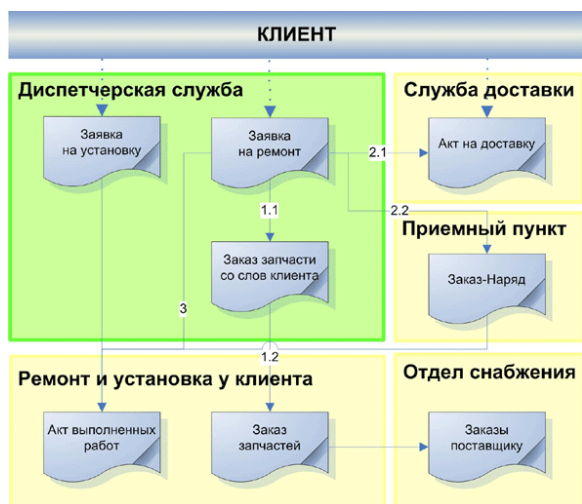 КЛИЕНТ
Диспетчерская служба
Служба доставки
Заявка
на установку
Заявка
на ремонт
2.1
Акт на доставку
1.1
2.2
Приемный пункт
Заказ запчасти
со слов клиента
Заказ-Наряд
3
1.2
Ремонт и установка у клиента
Отдел снабжения
Акт выполненных
работ
Заказ
запчастей
Заказы
поставщику